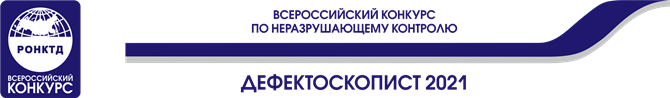 РОНКТД
ВСЕРОССИЙСКИЙ
КОНКУРС
ВСЕРОССИЙСКИЙ КОНКУРС
ПО НЕРАЗРУШАЮЩЕМУ КОНТРОЛЮ
ДЕФЕКТОСКОПИСТ 2021